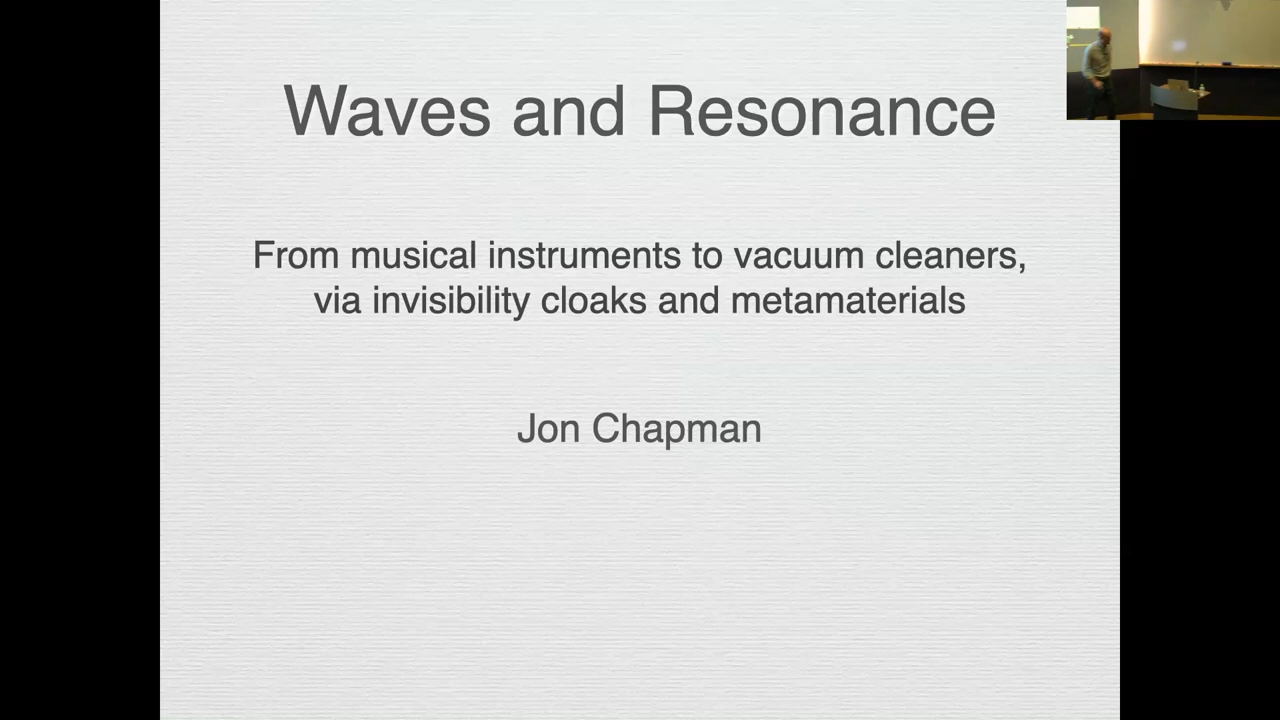 Waves and Resonance
From musical instruments to vacuum cleaners,
via invisibility cloaks and metamaterials
Jon Chapman